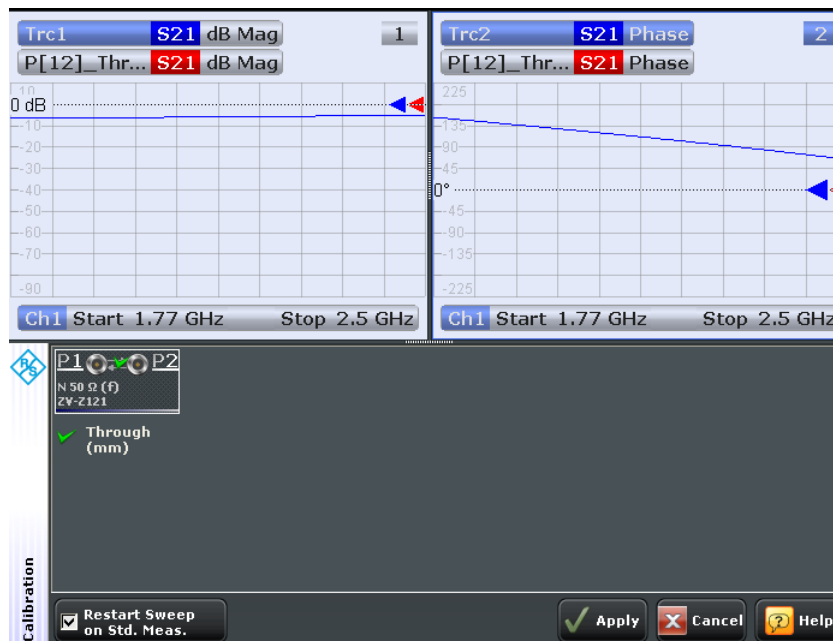 Trc1 S21 dB Mag 1
P[12]_Thr... S21 dB Mag
10
0 dB
-10
-20
-30
-40
-50
-60
-70
-90
Ch1 Start 1.77 GHz Stop 2.5 GHz
Trc2 S21 Phase 2
P[12]_Thr... S21 Phase
225
135
90
45
0°
-45
-90
-135
-225
Ch1 Start 1.77 GHz Stop 2.5 GHz
R&S
P1 P2
N 50 Ω (f)
ZV-Z121
Through
(mm)
Calibration
Restart Sweep
on Std. Meas.
Apply
Cancel
Help